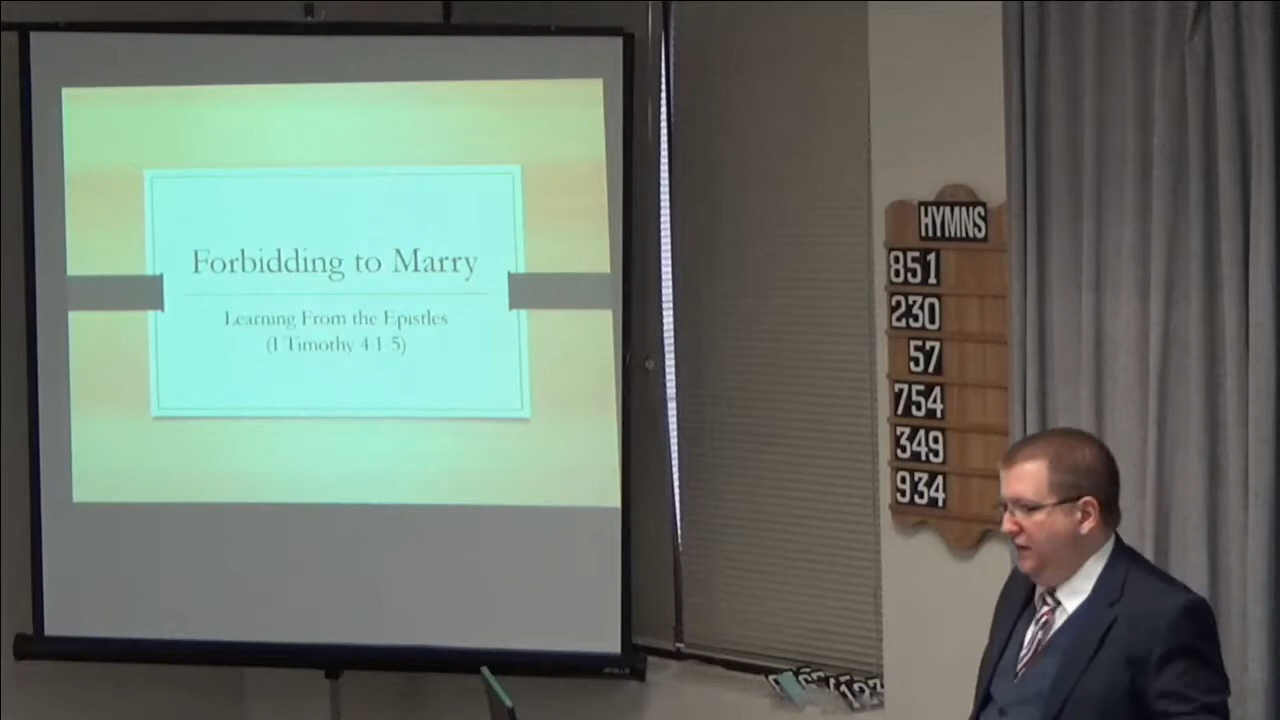 Forbidding to Marry
Learning From the Epistles
(I Timothy 4:1-5)
HYMNS
851
230
57
754
349
934